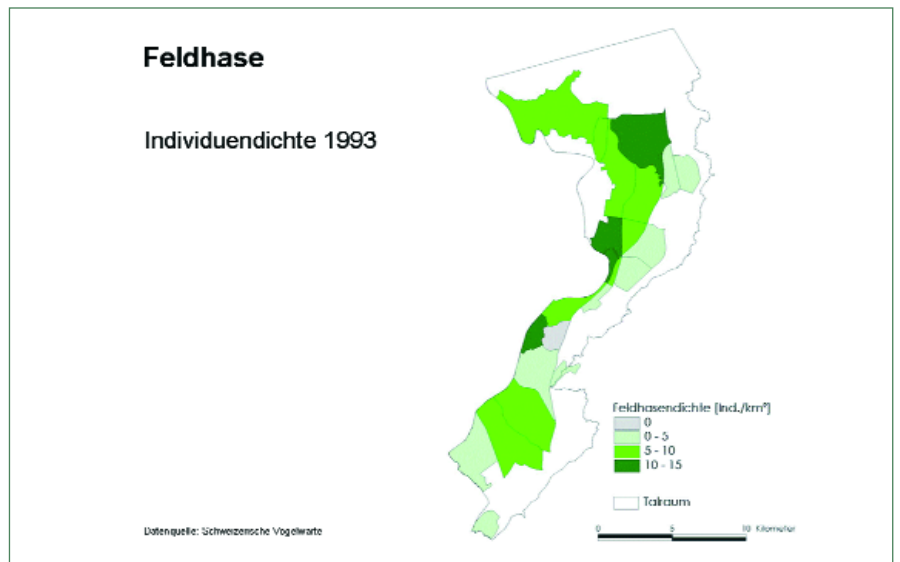 Feldhase
Individuendichte 1993
Feldhasendichte [Ind./km²]
0
0 - 5
5 - 10
10 - 15
Talraum
0 5 10 Kilometer
Datenquelle: Schweizerische Vogelwarte